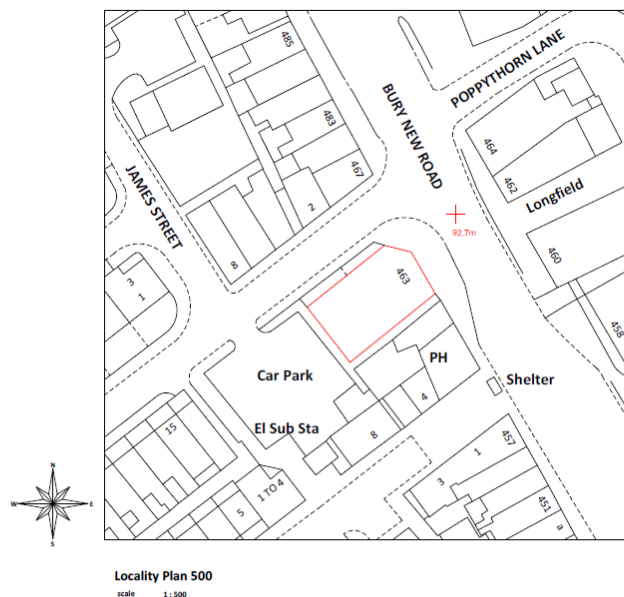 485
POPPYTHORN LANE
483
BURY NEW ROAD
464
467
462
JAMES STREET
Longfield
2
92.7m
8
460
3
1
463
458
PH
Car Park
Shelter
4
15
El Sub Sta
8
457
1
3
1 TO 4
451
5
a
N
W
E
S
Locality Plan 500
scale 1 : 500